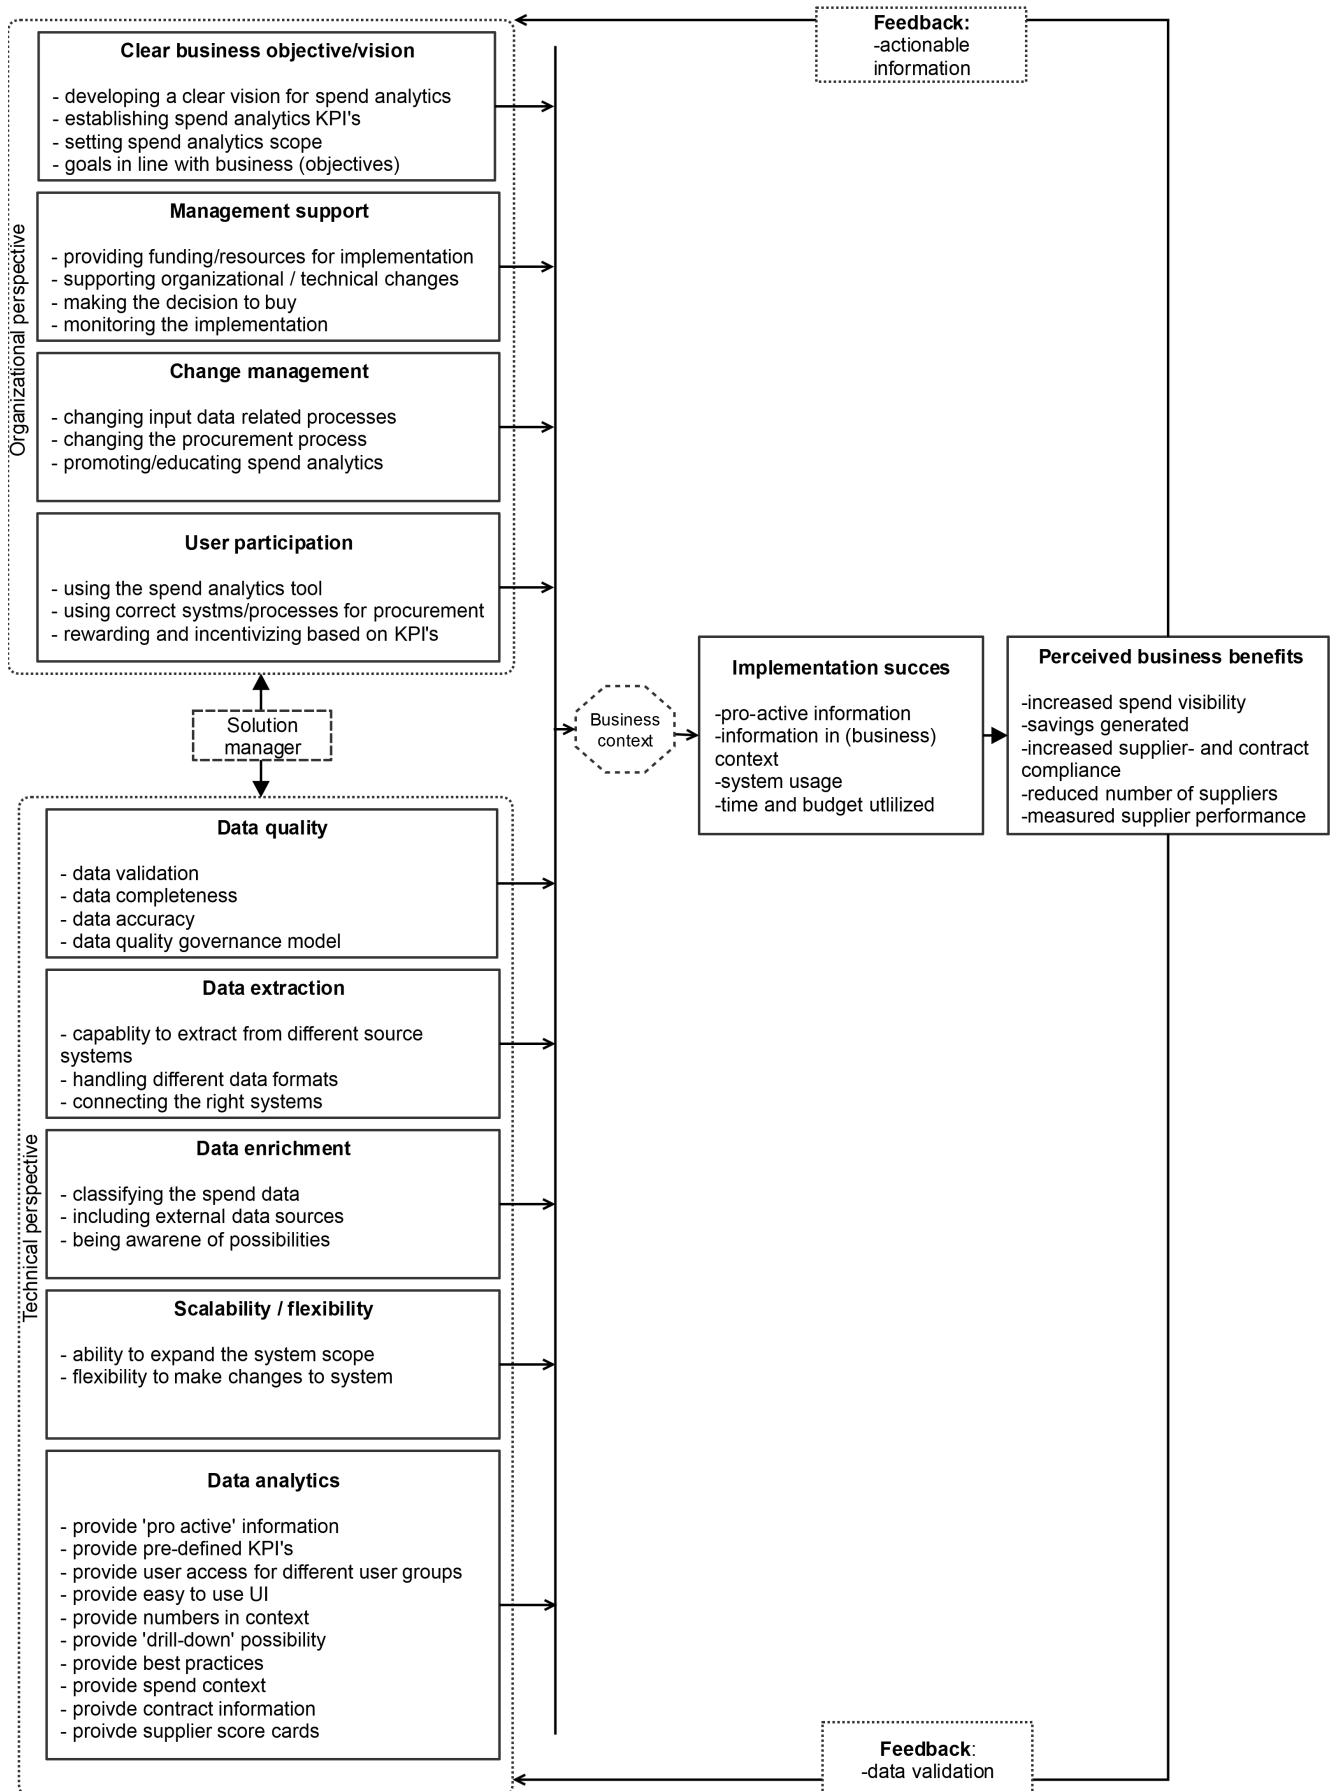 Feedback:
-actionable
information
Organizational perspective
Clear business objective/vision
- developing a clear vision for spend analytics
- establishing spend analytics KPI's
- setting spend analytics scope
- goals in line with business (objectives)
Management support
- providing funding/resources for implementation
- supporting organizational / technical changes
- making the decision to buy
- monitoring the implementation
Change management
- changing input data related processes
- changing the procurement process
- promoting/educating spend analytics
User participation
- using the spend analytics tool
- using correct systms/processes for procurement
- rewarding and incentivizing based on KPI's
Solution
manager
Business
context
Implementation succes
-pro-active information
-information in (business)
context
-system usage
-time and budget utlilized
Perceived business benefits
-increased spend visibility
-savings generated
-increased supplier- and contract
compliance
-reduced number of suppliers
-measured supplier performance
Technical perspective
Data quality
- data validation
- data completeness
- data accuracy
- data quality governance model
Data extraction
- capablity to extract from different source
systems
- handling different data formats
- connecting the right systems
Data enrichment
- classifying the spend data
- including external data sources
- being awarene of possibilities
Scalability / flexibility
- ability to expand the system scope
- flexibility to make changes to system
Data analytics
- provide 'pro active' information
- provide pre-defined KPI's
- provide user access for different user groups
- provide easy to use UI
- provide numbers in context
- provide 'drill-down' possibility
- provide best practices
- provide spend context
- proivde contract information
- proivde supplier score cards
Feedback:
-data validation